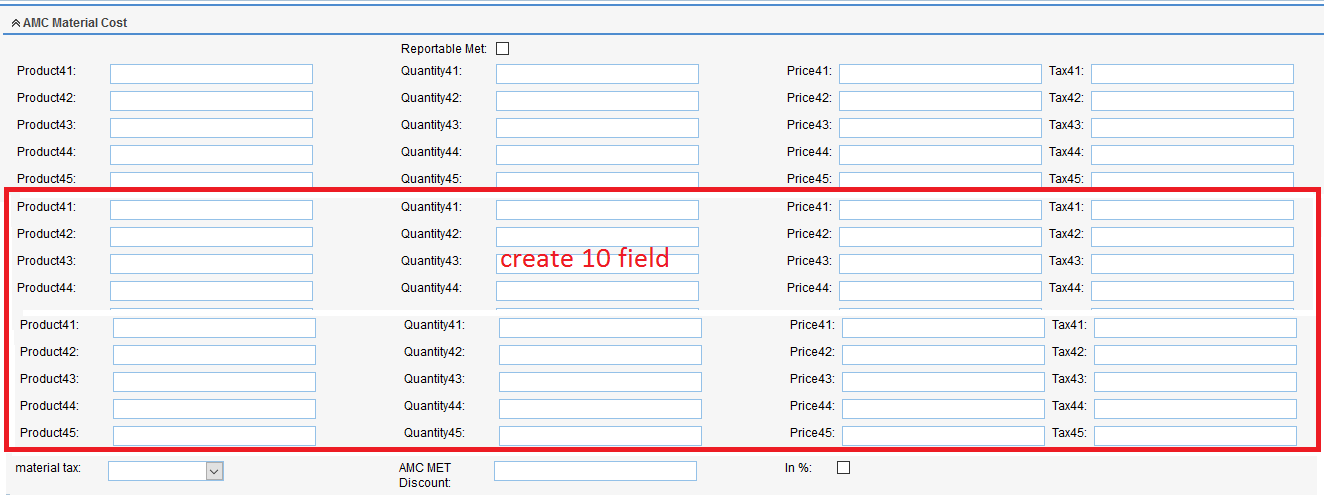 AMC Material Cost
Reportable Met:
Product41: Quantity41: Price41: Tax41:
Product42: Quantity42: Price42: Tax42:
Product43: Quantity43: Price43: Tax43:
Product44: Quantity44: Price44: Tax44:
Product45: Quantity45: Price45: Tax45:
Product41: Quantity41: Price41: Tax41:
Product42: Quantity42: Price42: Tax42:
Product43: Quantity43: create 10 field Price43: Tax43:
Product44: Quantity44: Price44: Tax44:
Product41: Quantity41: Price41: Tax41:
Product42: Quantity42: Price42: Tax42:
Product43: Quantity43: Price43: Tax43:
Product44: Quantity44: Price44: Tax44:
Product45: Quantity45: Price45: Tax45:
material tax: AMC MET In %:
Discount: